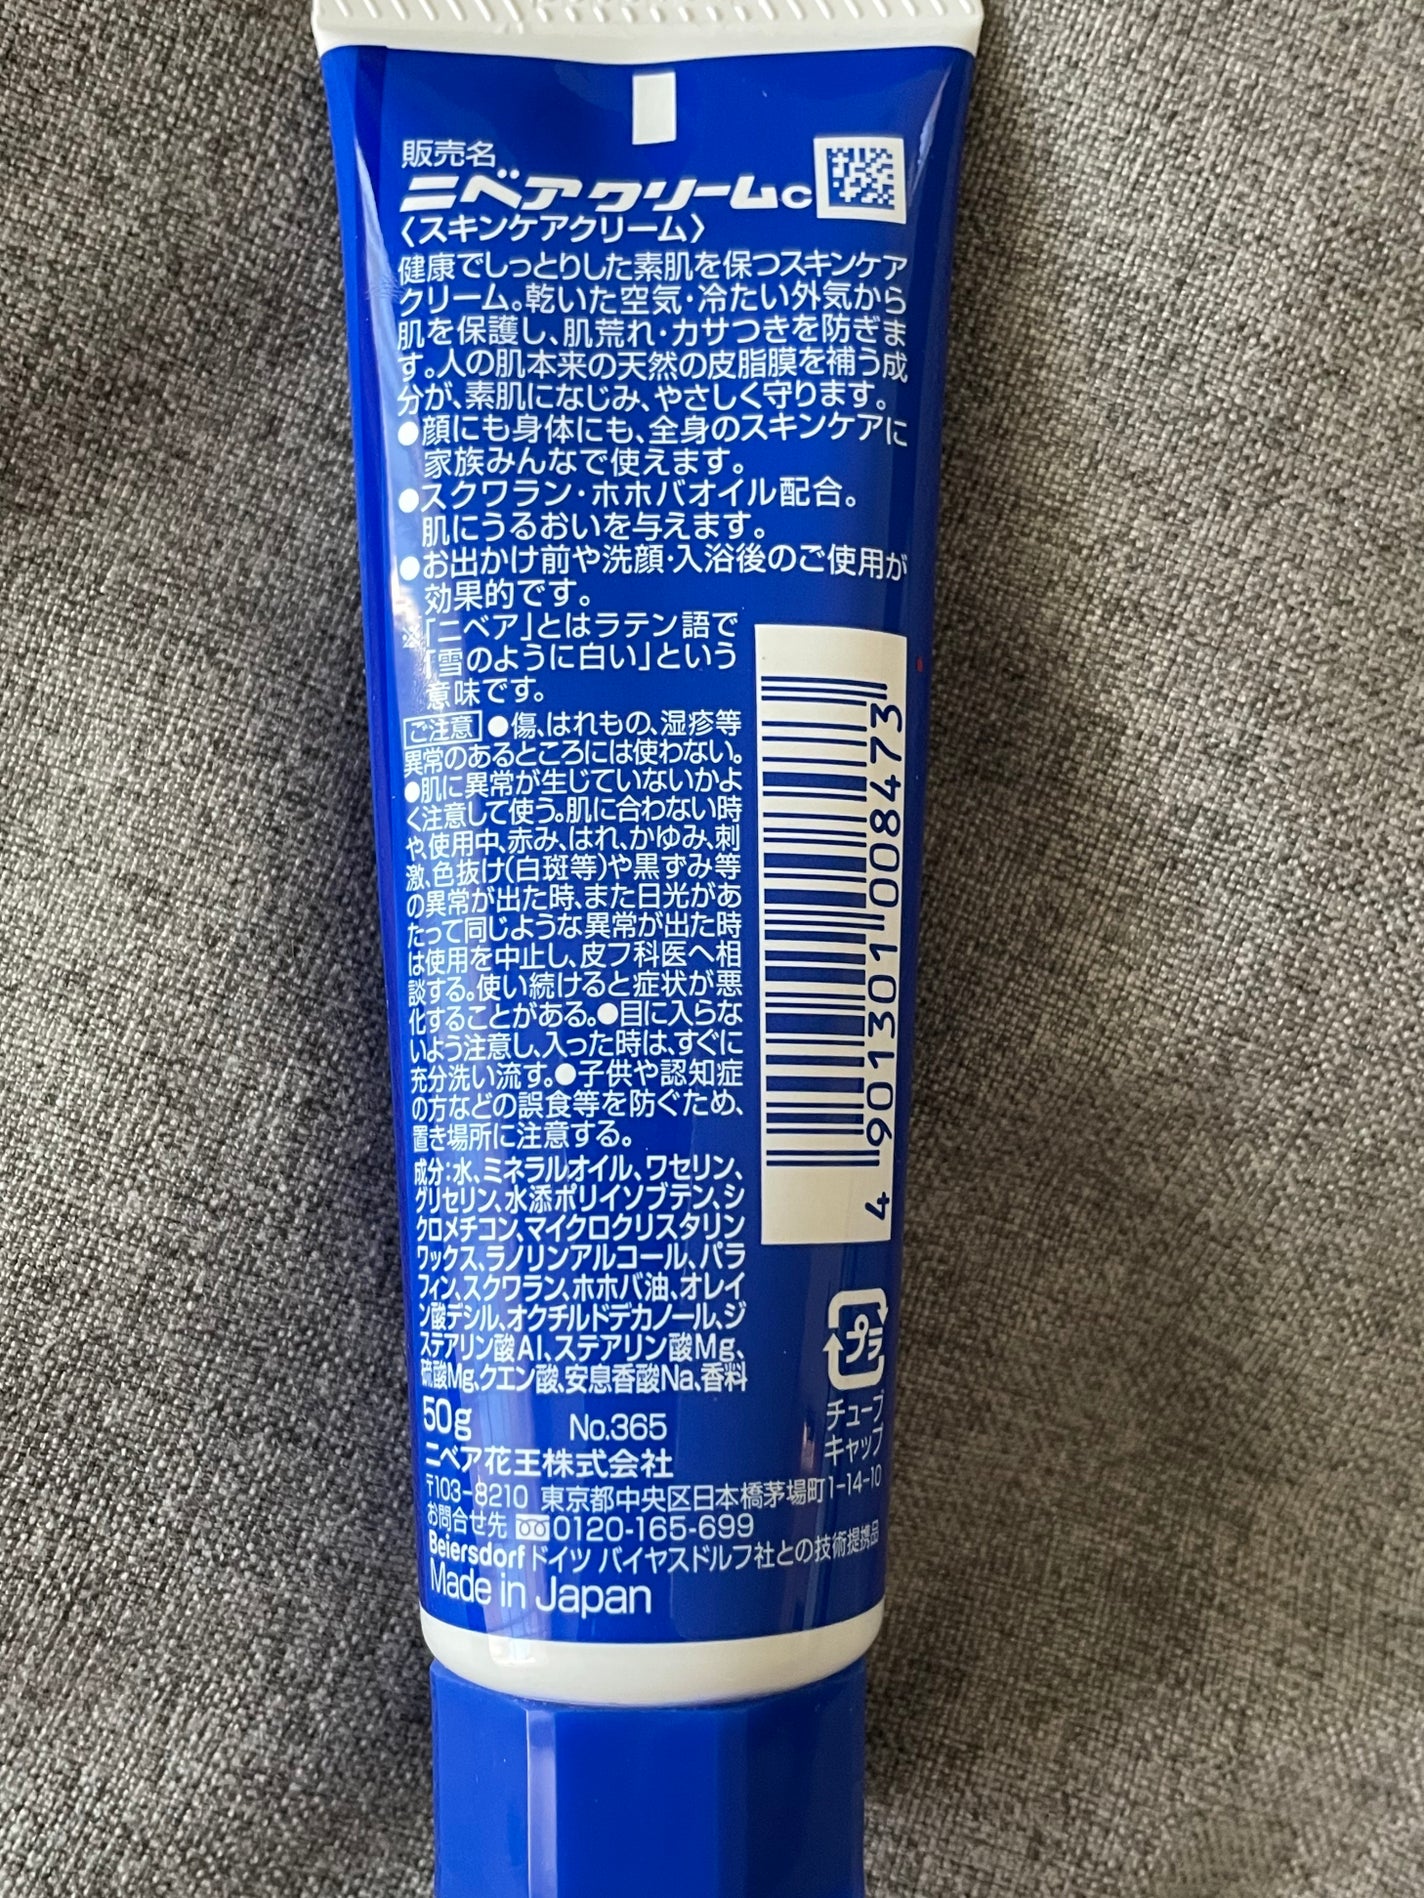 販売名
ニベアクリームc
〈スキンケアクリーム〉
健康でしっとりした素肌を保つスキンケア
クリーム。乾いた空気・冷たい外気から
肌を保護し、肌荒れ・カサつきを防ぎま
す。人の肌本来の天然の皮脂膜を補う成
分が、素肌になじみ、やさしく守ります。
●顔にも身体にも、全身のスキンケアに
家族みんなで使えます。
●スクワラン・ホホバオイル配合。
肌にうるおいを与えます。
●お出かけ前や洗顔・入浴後のご使用が
効果的です。
※「ニベア」とはラテン語で
「雪のように白い」という
意味です。
ご注意 ●傷、はれもの、湿疹等
異常のあるところには使わない。
●肌に異常が生じていないかよ
く注意して使う。肌に合わない時
や、使用中、赤み、はれ、かゆみ、刺
激、色抜け(白斑等)や黒ずみ等
の異常が出た時、また日光があ
たって同じような異常が出た時
は使用を中止し、皮フ科医へ相
談する。使い続けると症状が悪
化することがある。●目に入らな
いよう注意し、入った時は、すぐに
充分洗い流す。●子供や認知症
の方などの誤食等を防ぐため、
置き場所に注意する。
成分:水、ミネラルオイル、ワセリン、
グリセリン、水添ポリイソブテン、シ
クロメチコン、マイクロクリスタリン
ワックス、ラノリンアルコール、パラ
フィン、スクワラン、ホホバ油、オレイ
ン酸デシル、オクチルドデカノール、ジ
ステアリン酸Al、ステアリン酸Mg、
硫酸Mg、クエン酸、安息香酸Na、香料
4 901301 008473
プラ
チューブ
キャップ
50g No.365
ニベア花王株式会社
〒103-8210 東京都中央区日本橋茅場町1-14-10
お問合せ先 0120-165-699
Beiersdorf ドイツ バイヤスドルフ社との技術提携品
Made in Japan